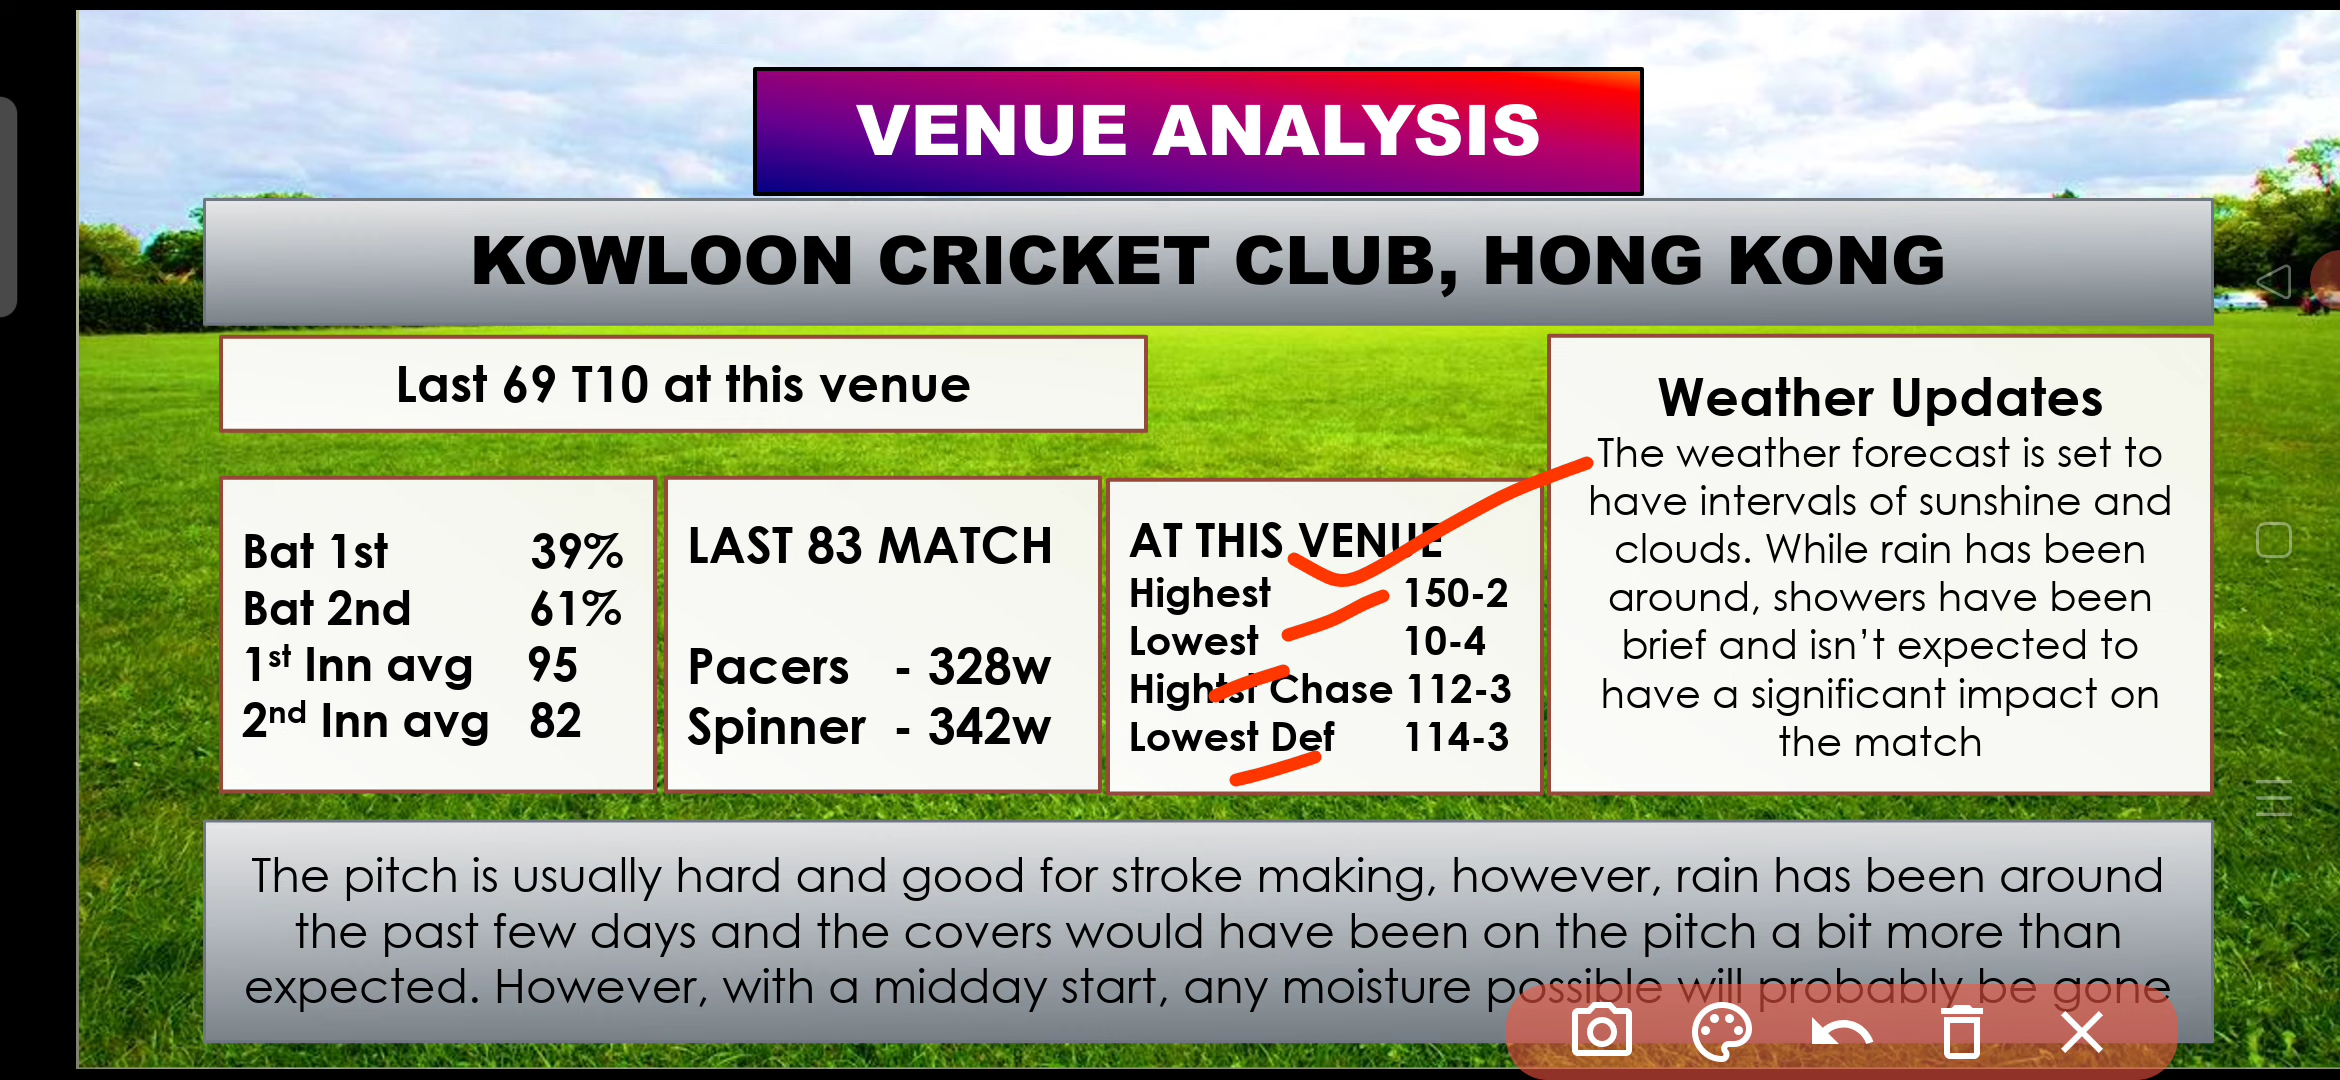 VENUE ANALYSIS
KOWLOON CRICKET CLUB, HONG KONG
Last 69 T10 at this venue
Bat 1st 39%
Bat 2nd 61%
1st Inn avg 95
2nd Inn avg 82
LAST 83 MATCH
Pacers - 328w
Spinner - 342w
AT THIS VENUE
Highest 150-2
Lowest 10-4
Hightst Chase 112-3
Lowest Def 114-3
Weather Updates
The weather forecast is set to
have intervals of sunshine and
clouds. While rain has been
around, showers have been
brief and isn't expected to
have a significant impact on
the match
The pitch is usually hard and good for stroke making, however, rain has been around
the past few days and the covers would have been on the pitch a bit more than
expected. However, with a midday start, any moisture possible will probably be gone